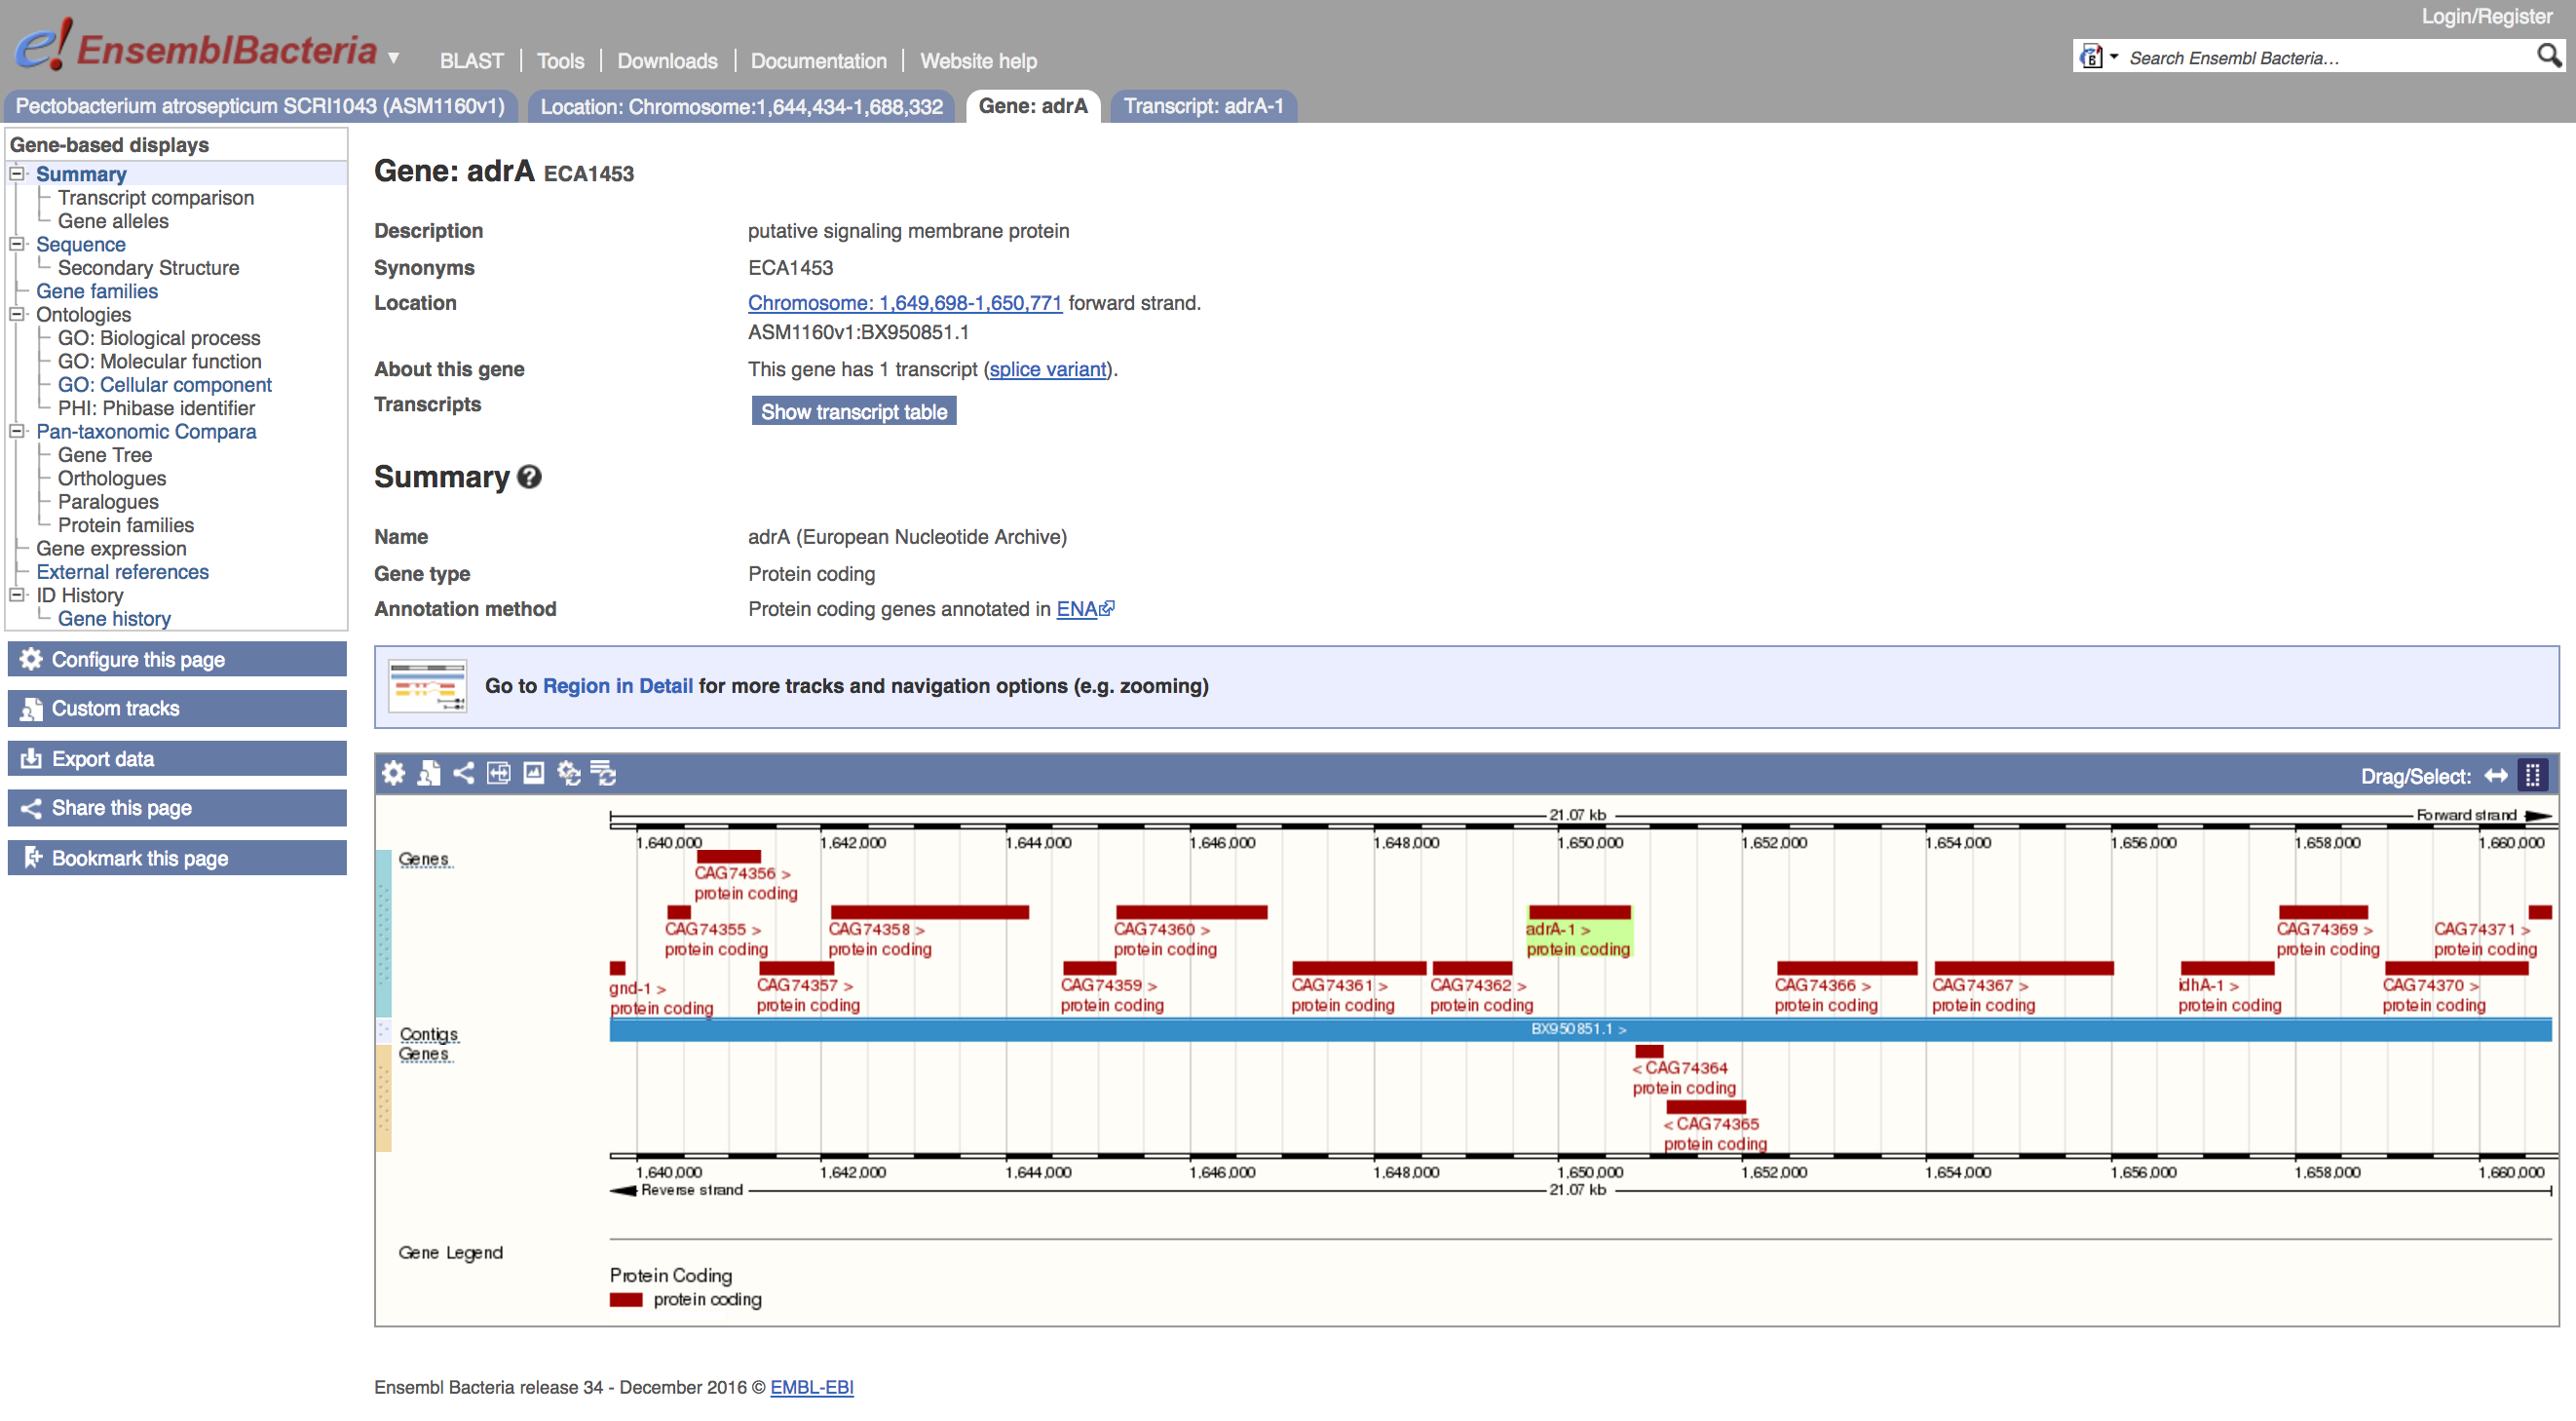 Login/Register
e!EnsemblBacteria ▼ BLAST | Tools | Downloads | Documentation | Website help
Search Ensembl Bacteria...
Pectobacterium atrosepticum SCRI1043 (ASM1160v1) Location: Chromosome:1,644,434-1,688,332 Gene: adrA Transcript: adrA-1
Gene-based displays
Summary
Transcript comparison
Gene alleles
Sequence
Secondary Structure
Gene families
Ontologies
GO: Biological process
GO: Molecular function
GO: Cellular component
PHI: Phibase identifier
Pan-taxonomic Compara
Gene Tree
Orthologues
Paralogues
Protein families
Gene expression
External references
ID History
Gene history
Configure this page
Custom tracks
Export data
Share this page
Bookmark this page
Gene: adrA ECA1453
Description putative signaling membrane protein
Synonyms ECA1453
Location Chromosome: 1,649,698-1,650,771 forward strand.
ASM1160v1:BX950851.1
About this gene This gene has 1 transcript (splice variant).
Transcripts Show transcript table
Summary ?
Name adrA (European Nucleotide Archive)
Gene type Protein coding
Annotation method Protein coding genes annotated in ENA
Go to Region in Detail for more tracks and navigation options (e.g. zooming)
Drag/Select:
21.07 kb Forward strand
1,640,000 1,642,000 1,644,000 1,646,000 1,648,000 1,650,000 1,652,000 1,654,000 1,656,000 1,658,000 1,660,000
Genes
CAG74356 >
protein coding
CAG74355 > CAG74358 > CAG74360 > adrA-1 > CAG74369 > CAG74371 >
protein coding protein coding protein coding protein coding protein coding protein coding
gnd-1 > CAG74357 > CAG74359 > CAG74361 > CAG74362 > CAG74366 > CAG74367 > idhA-1 > CAG74370 >
protein coding protein coding protein coding protein coding protein coding protein coding protein coding protein coding protein coding
Contigs BX950851.1 >
Genes
< CAG74364
protein coding
< CAG74365
protein coding
1,640,000 1,642,000 1,644,000 1,646,000 1,648,000 1,650,000 1,652,000 1,654,000 1,656,000 1,658,000 1,660,000
Reverse strand 21.07 kb
Gene Legend
Protein Coding
protein coding
Ensembl Bacteria release 34 - December 2016 © EMBL-EBI